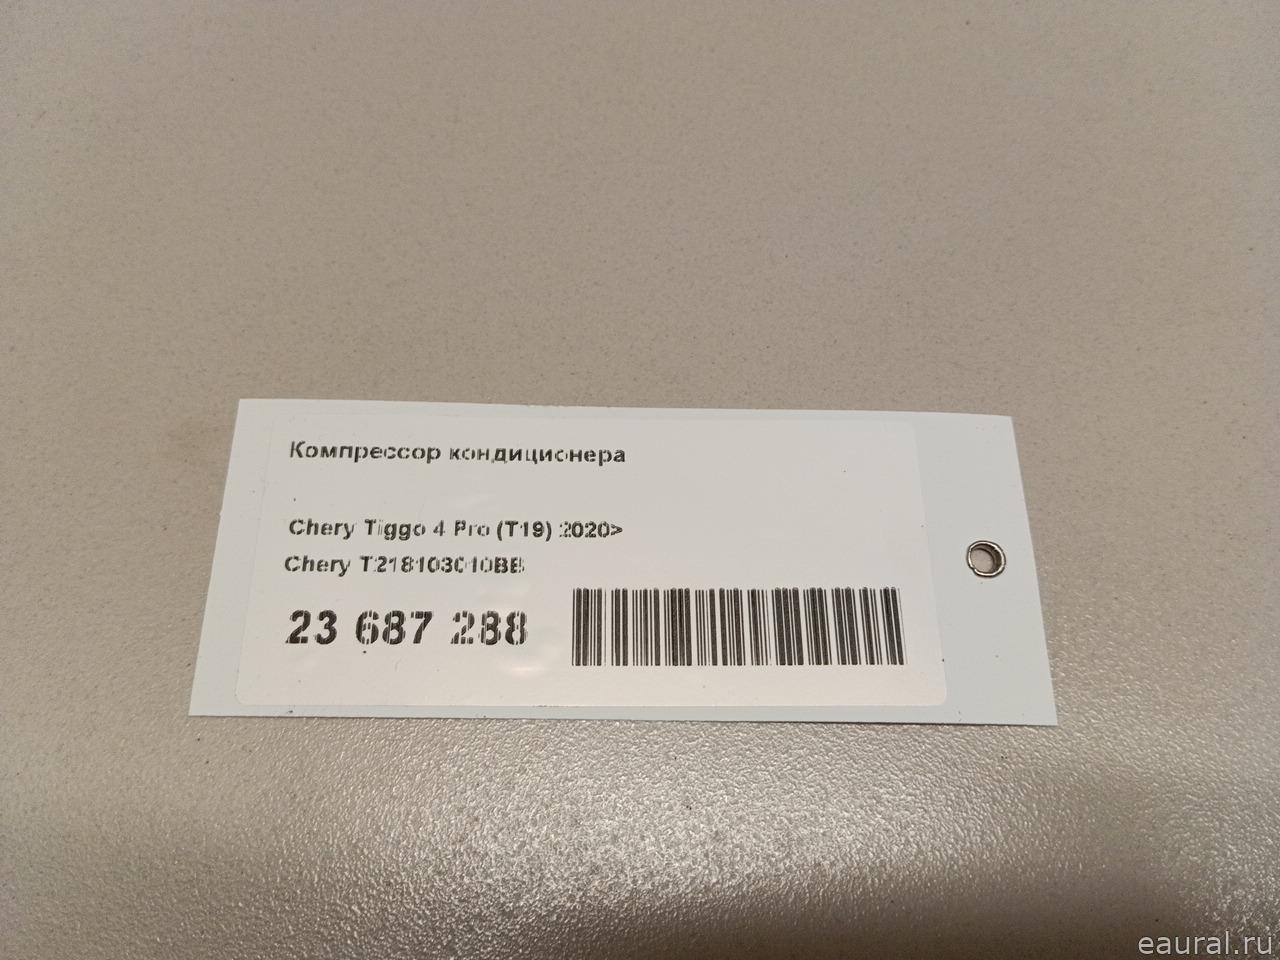 Компрессор кондиционера
Chery Tiggo 4 Pro (T19) 2020>
Chery T218103010BB
23 687 288
eaural.ru